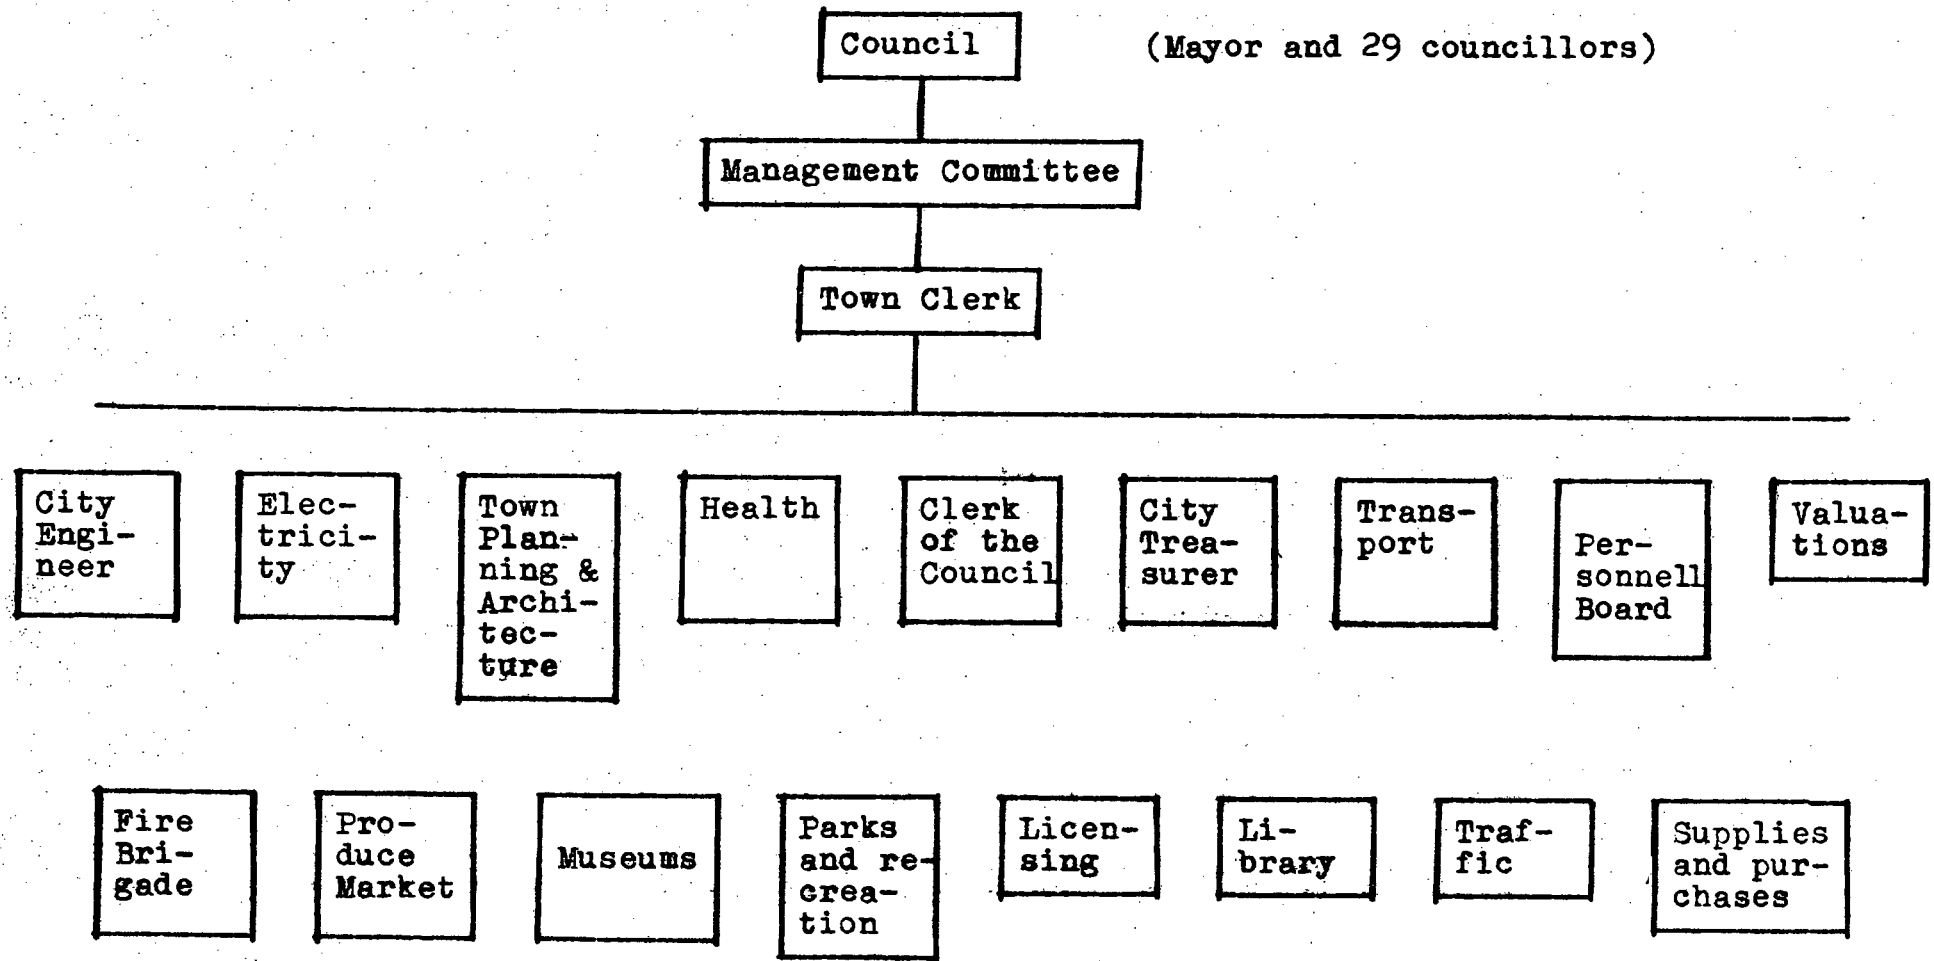 Council
(Mayor and 29 councillors)
Management Committee
Town Clerk
City
Engi-
neer
Elec-
trici-
ty
Town
Plan-
ning &
Archi-
tec-
ture
Health
Clerk
of the
Council
City
Trea-
surer
Trans-
port
Per-
sonnell
Board
Valua-
tions
Fire
Bri-
gade
Pro-
duce
Market
Museums
Parks
and re-
crea-
tion
Licen-
sing
Li-
brary
Traf-
fic
Supplies
and pur-
chases